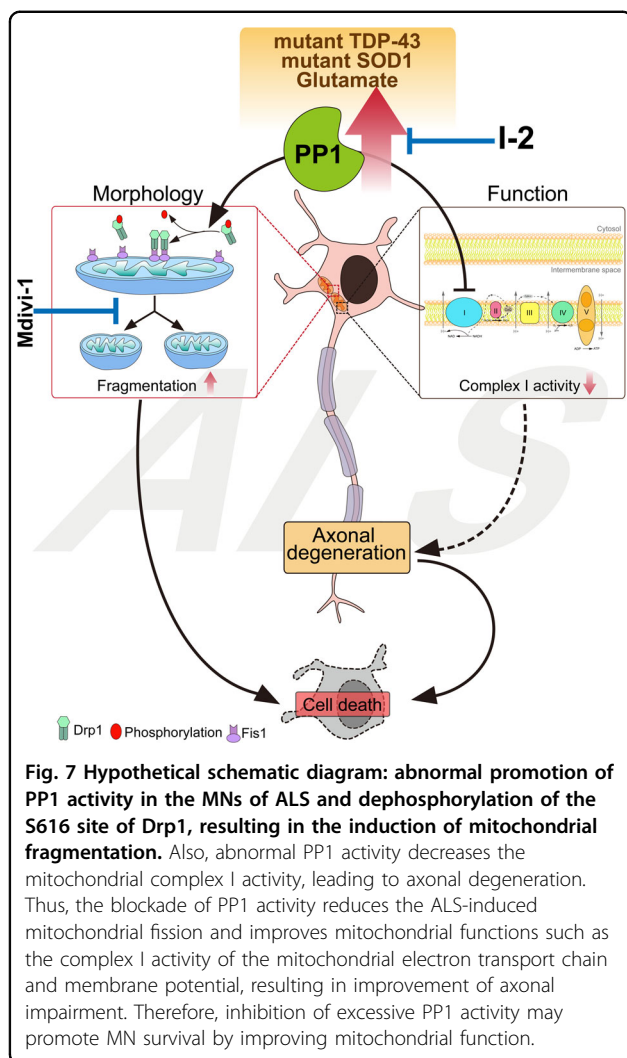 mutant TDP-43
mutant SOD1
Glutamate
PP1
I-2
Morphology
Function
Cytosol
Intermembrane space
I
II
III
IV
V
Mdivi-1
Fragmentation
Complex I activity
ALS
Axonal
degeneration
Cell death
Drp1
Phosphorylation
Fis1
Fig. 7 Hypothetical schematic diagram: abnormal promotion of
PP1 activity in the MNs of ALS and dephosphorylation of the
S616 site of Drp1, resulting in the induction of mitochondrial
fragmentation. Also, abnormal PP1 activity decreases the
mitochondrial complex I activity, leading to axonal degeneration.
Thus, the blockade of PP1 activity reduces the ALS-induced
mitochondrial fission and improves mitochondrial functions such as
the complex I activity of the mitochondrial electron transport chain
and membrane potential, resulting in improvement of axonal
impairment. Therefore, inhibition of excessive PP1 activity may
promote MN survival by improving mitochondrial function.